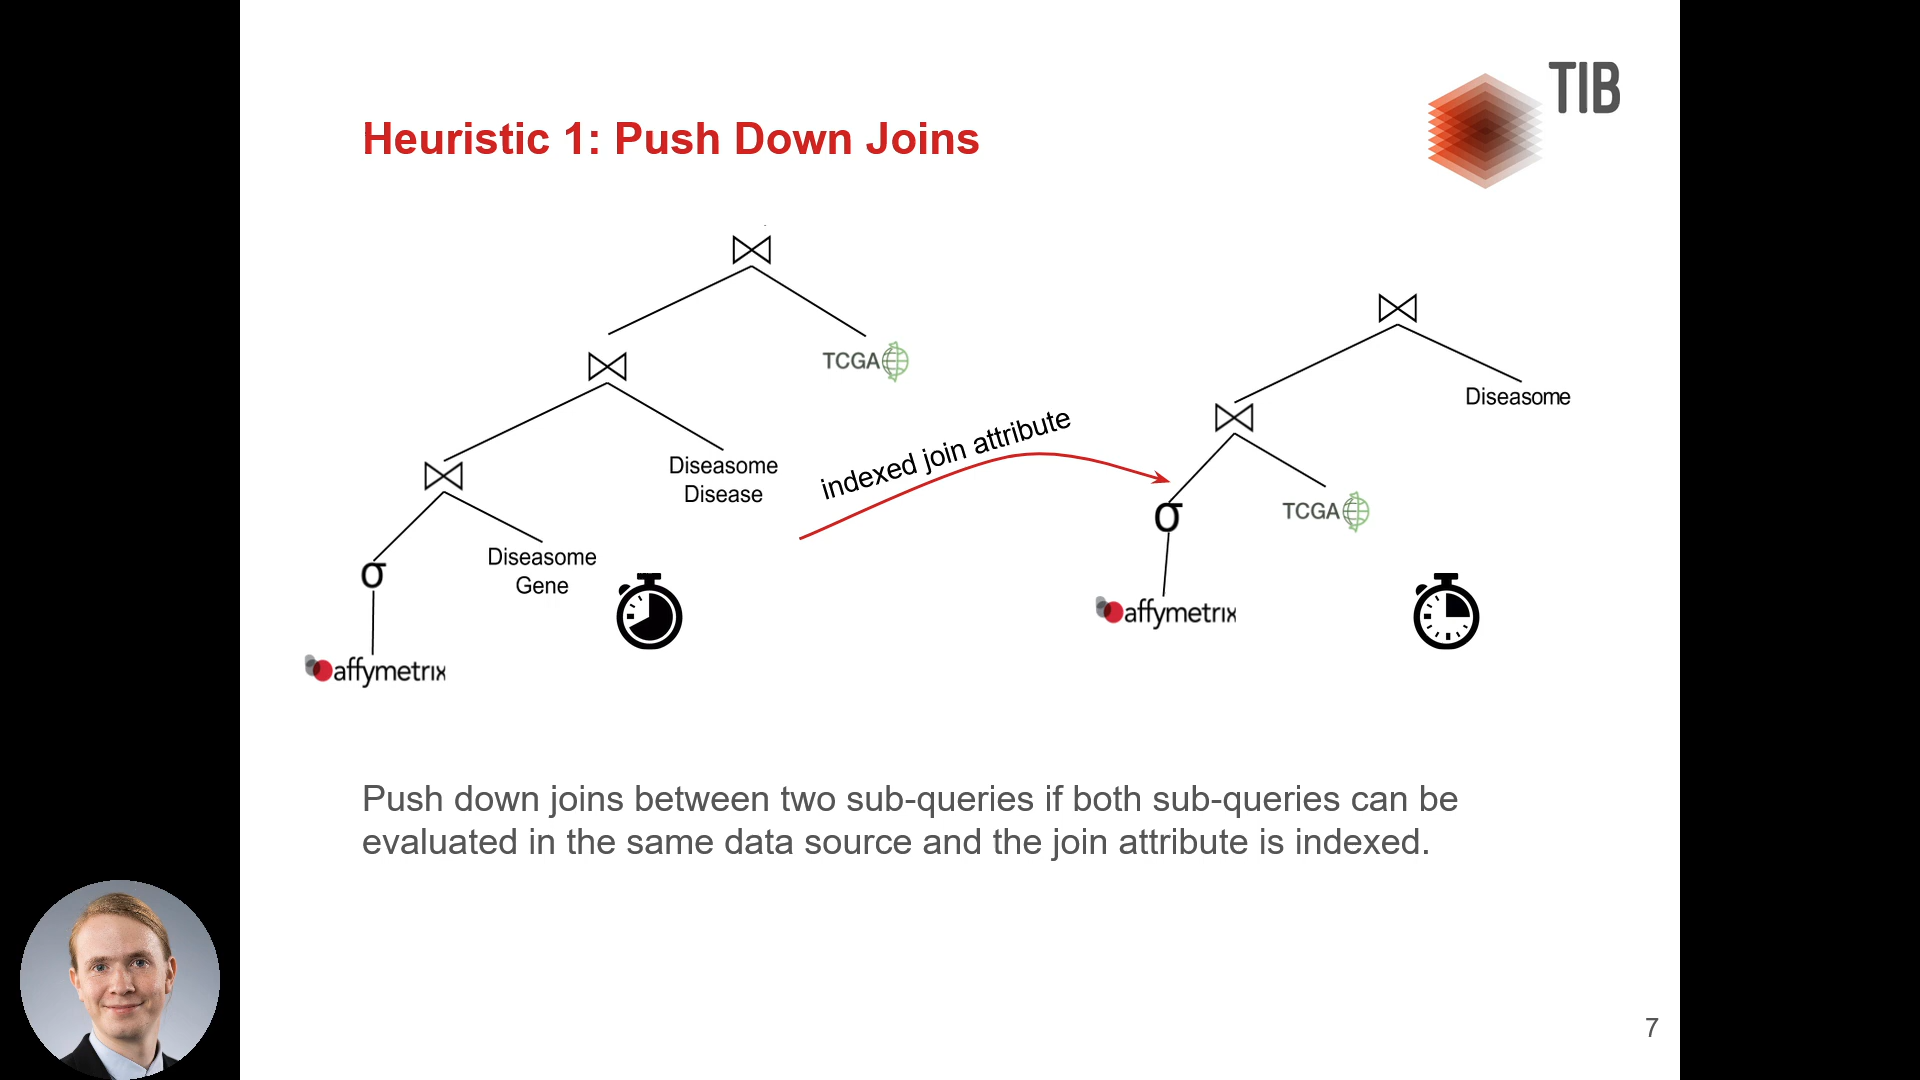 TIB
Heuristic 1: Push Down Joins
TCGA
Diseasome
Disease
Diseasome
Gene
σ
affymetrix
indexed join attribute
Diseasome
TCGA
σ
affymetrix
Push down joins between two sub-queries if both sub-queries can be
evaluated in the same data source and the join attribute is indexed.
7